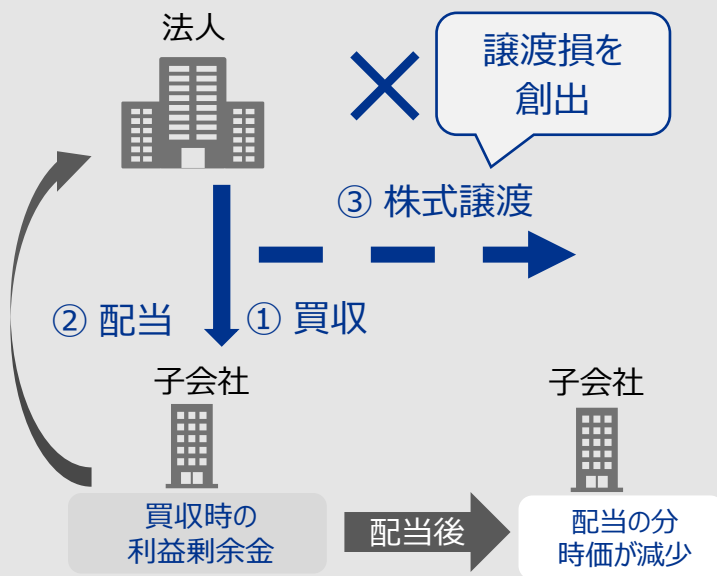 法人
譲渡損を
創出
③ 株式譲渡
② 配当
① 買収
子会社
子会社
買収時の
利益剰余金
配当後
配当の分
時価が減少